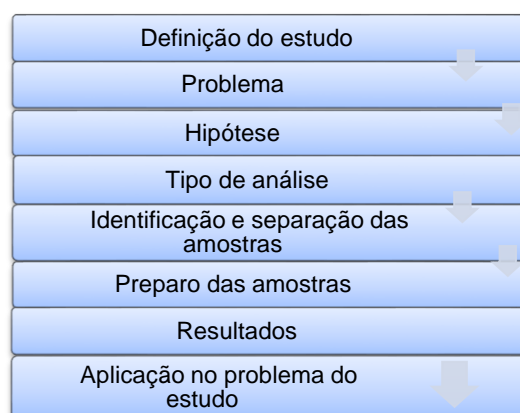 Definição do estudo
Problema
Hipótese
Tipo de análise
Identificação e separação das
amostras
Preparo das amostras
Resultados
Aplicação no problema do
estudo